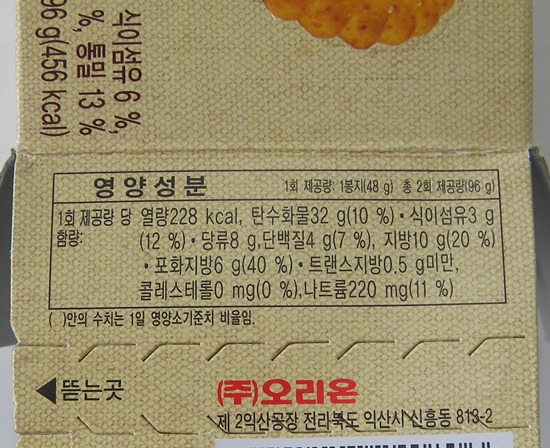 식이섬유 6 %,
%, 통밀 13 %
96 g(456 kcal)
영양성분 1회 제공량: 1봉지(48 g) 총 2회 제공량(96 g)
1회 제공량 당 열량228 kcal, 탄수화물32 g(10 %)·식이섬유3 g
함량: (12 %)·당류8 g,단백질4 g(7 %), 지방10 g(20 %)
·포화지방6 g(40 %)·트랜스지방0.5 g미만,
콜레스테롤0 mg(0 %),나트륨220 mg(11 %)
( )안의 수치는 1일 영양소기준치 비율임.
◀뜯는곳
(주)오리온
제 2익산공장 전라북도 익산시 신흥동 813-2